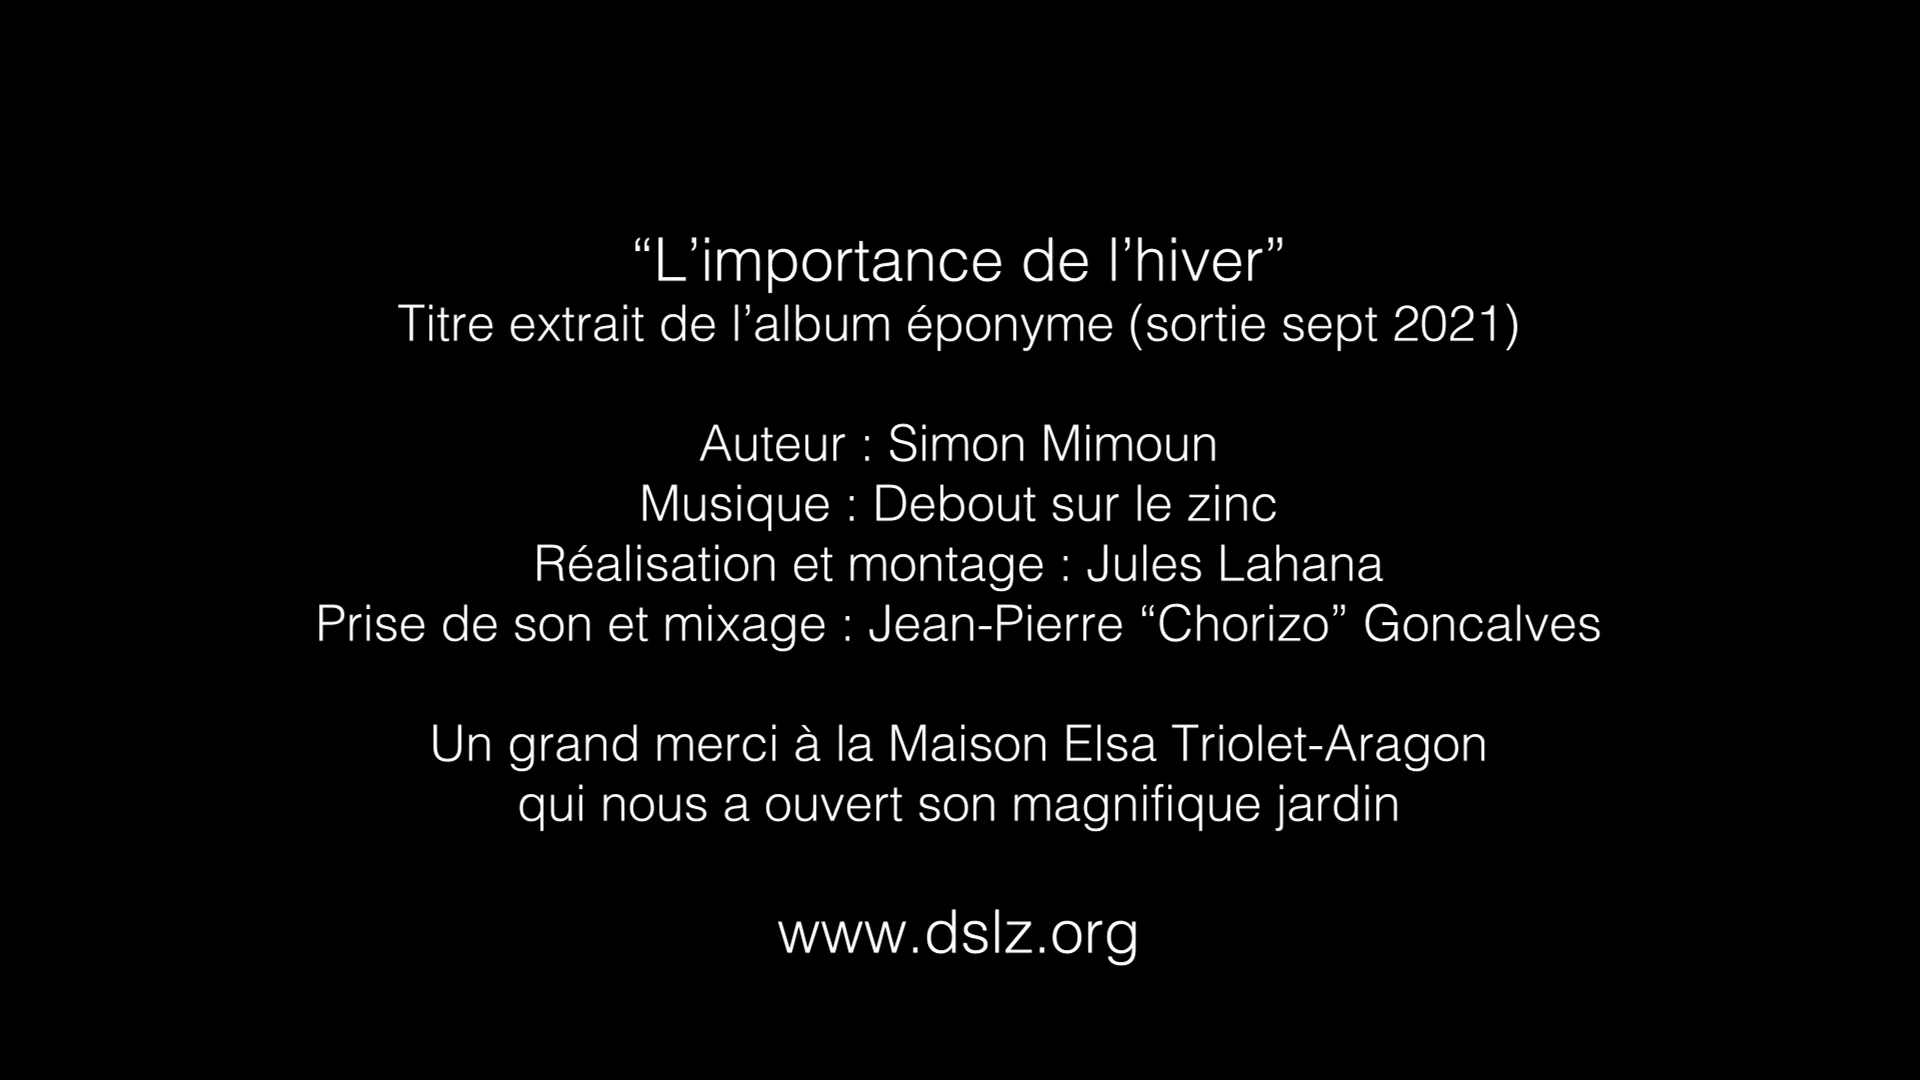 “L’importance de l’hiver”
Titre extrait de l’album éponyme (sortie sept 2021)
Auteur : Simon Mimoun
Musique : Debout sur le zinc
Réalisation et montage : Jules Lahana
Prise de son et mixage : Jean-Pierre “Chorizo” Goncalves
Un grand merci à la Maison Elsa Triolet-Aragon
qui nous a ouvert son magnifique jardin
www.dslz.org